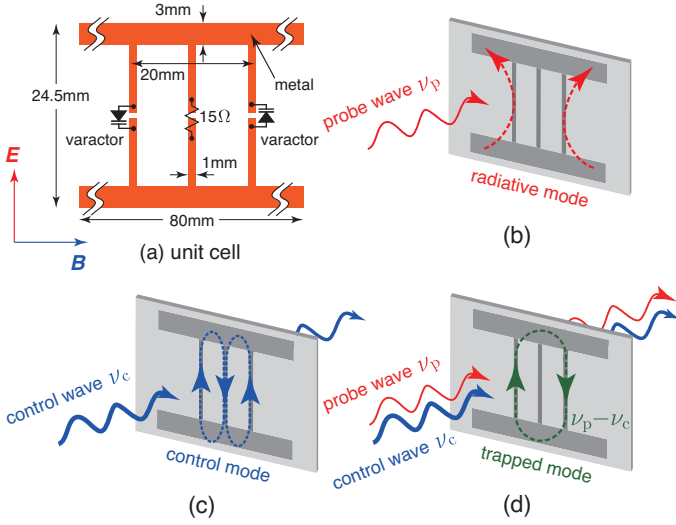 3mm
metal
20mm
24.5mm
15Ω
varactor
varactor
1mm
80mm
E
B
(a) unit cell
probe wave νp
radiative mode
(b)
control wave νc
control mode
(c)
probe wave νp
control wave νc
νp−νc
trapped mode
(d)